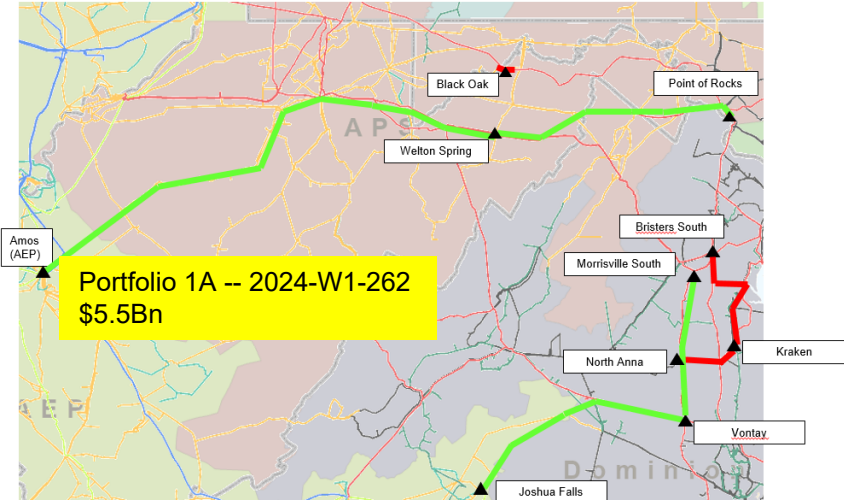 Black Oak
Point of Rocks
APS
Welton Spring
Bristers South
Amos
(AEP)
Morrisville South
Portfolio 1A -- 2024-W1-262
$5.5Bn
North Anna
Kraken
AEP
Vontay
Dominion
Joshua Falls